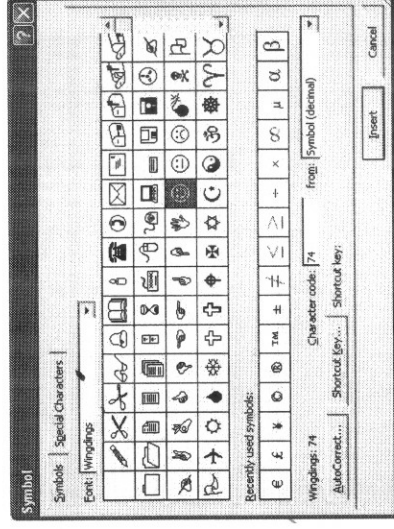 Symbol
Symbols Special Characters
Font: Wingdings
Recently used symbols:
€ £ ¥ © ® ™ ± ≠ ≤ ≥ ÷ × ∞ µ α β
Wingdings: 74 Character code: 74 from: Symbol (decimal)
AutoCorrect... Shortcut Key... Shortcut key:
Insert Cancel